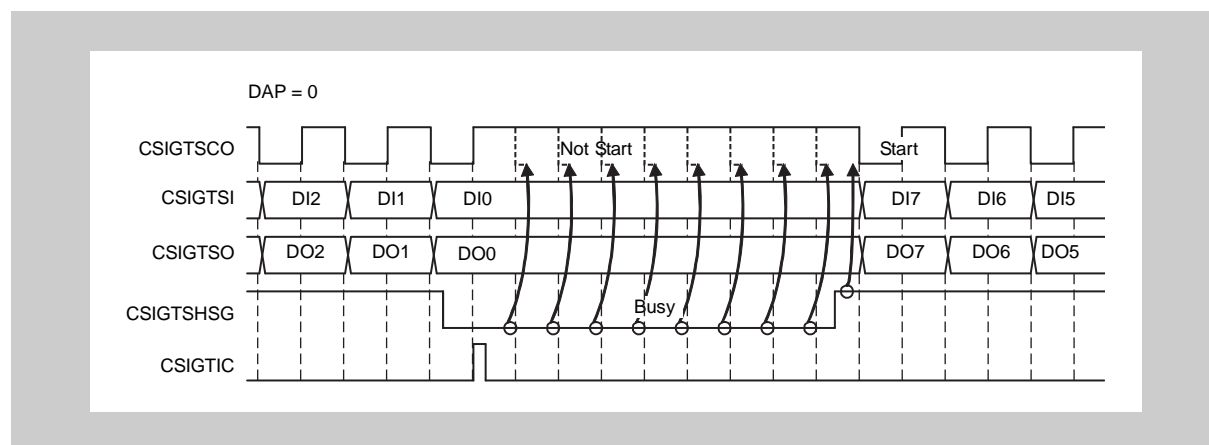 DAP = 0
CSIGTSCO Not Start Start
CSIGTSI DI2 DI1 DI0 DI7 DI6 DI5
CSIGTSO DO2 DO1 DO0 DO7 DO6 DO5
CSIGTSHSG Busy
CSIGTIC